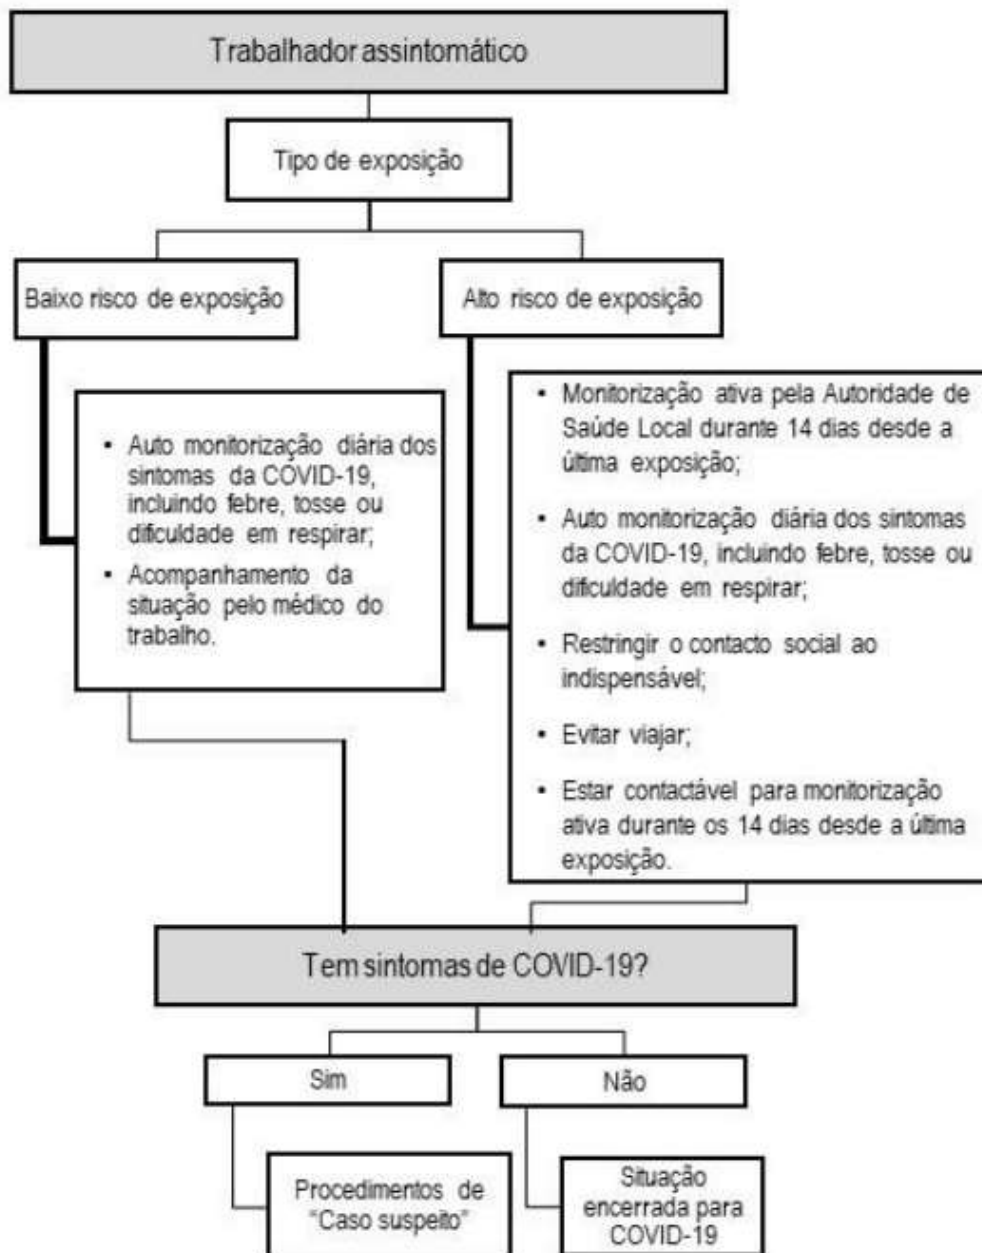 Trabalhador assintomático
Tipo de exposição
Baixo risco de exposição
Alto risco de exposição
• Auto monitorização diária dos
sintomas da COVID-19,
incluindo febre, tosse ou
dificuldade em respirar;
• Acompanhamento da
situação pelo médico do
trabalho.
• Monitorização ativa pela Autoridade de
Saúde Local durante 14 dias desde a
última exposição;
• Auto monitorização diária dos sintomas
da COVID-19, incluindo febre, tosse ou
dificuldade em respirar;
• Restringir o contacto social ao
indispensável;
• Evitar viajar;
• Estar contactável para monitorização
ativa durante os 14 dias desde a última
exposição.
Tem sintomas de COVID-19?
Sim
Não
Procedimentos de
“Caso suspeito”
Situação
encerrada para
COVID-19